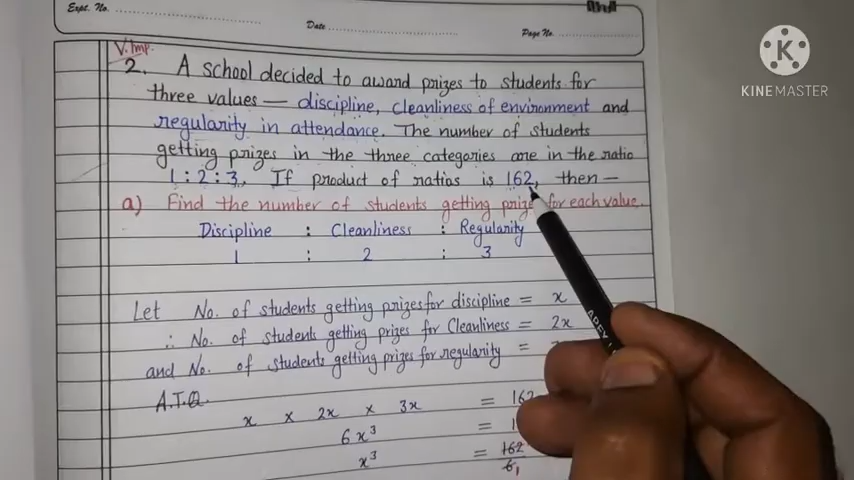 Expt. No.
Date
Page No.
V. Imp.
2. A school decided to award prizes to students for
three values — discipline, cleanliness of environment and
regularity in attendance. The number of students
getting prizes in the three categories are in the ratio
1 : 2 : 3. If product of ratios is 162, then —
a) Find the number of students getting prize for each value.
Discipline : Cleanliness : Regularity
1 : 2 : 3
Let No. of students getting prizes for discipline = x
∴ No. of students getting prizes for Cleanliness = 2x
and No. of students getting prizes for regularity =
A.T.Q.
x × 2x × 3x = 162
6x³ =
x³ = 162/6
K
KINEMASTER